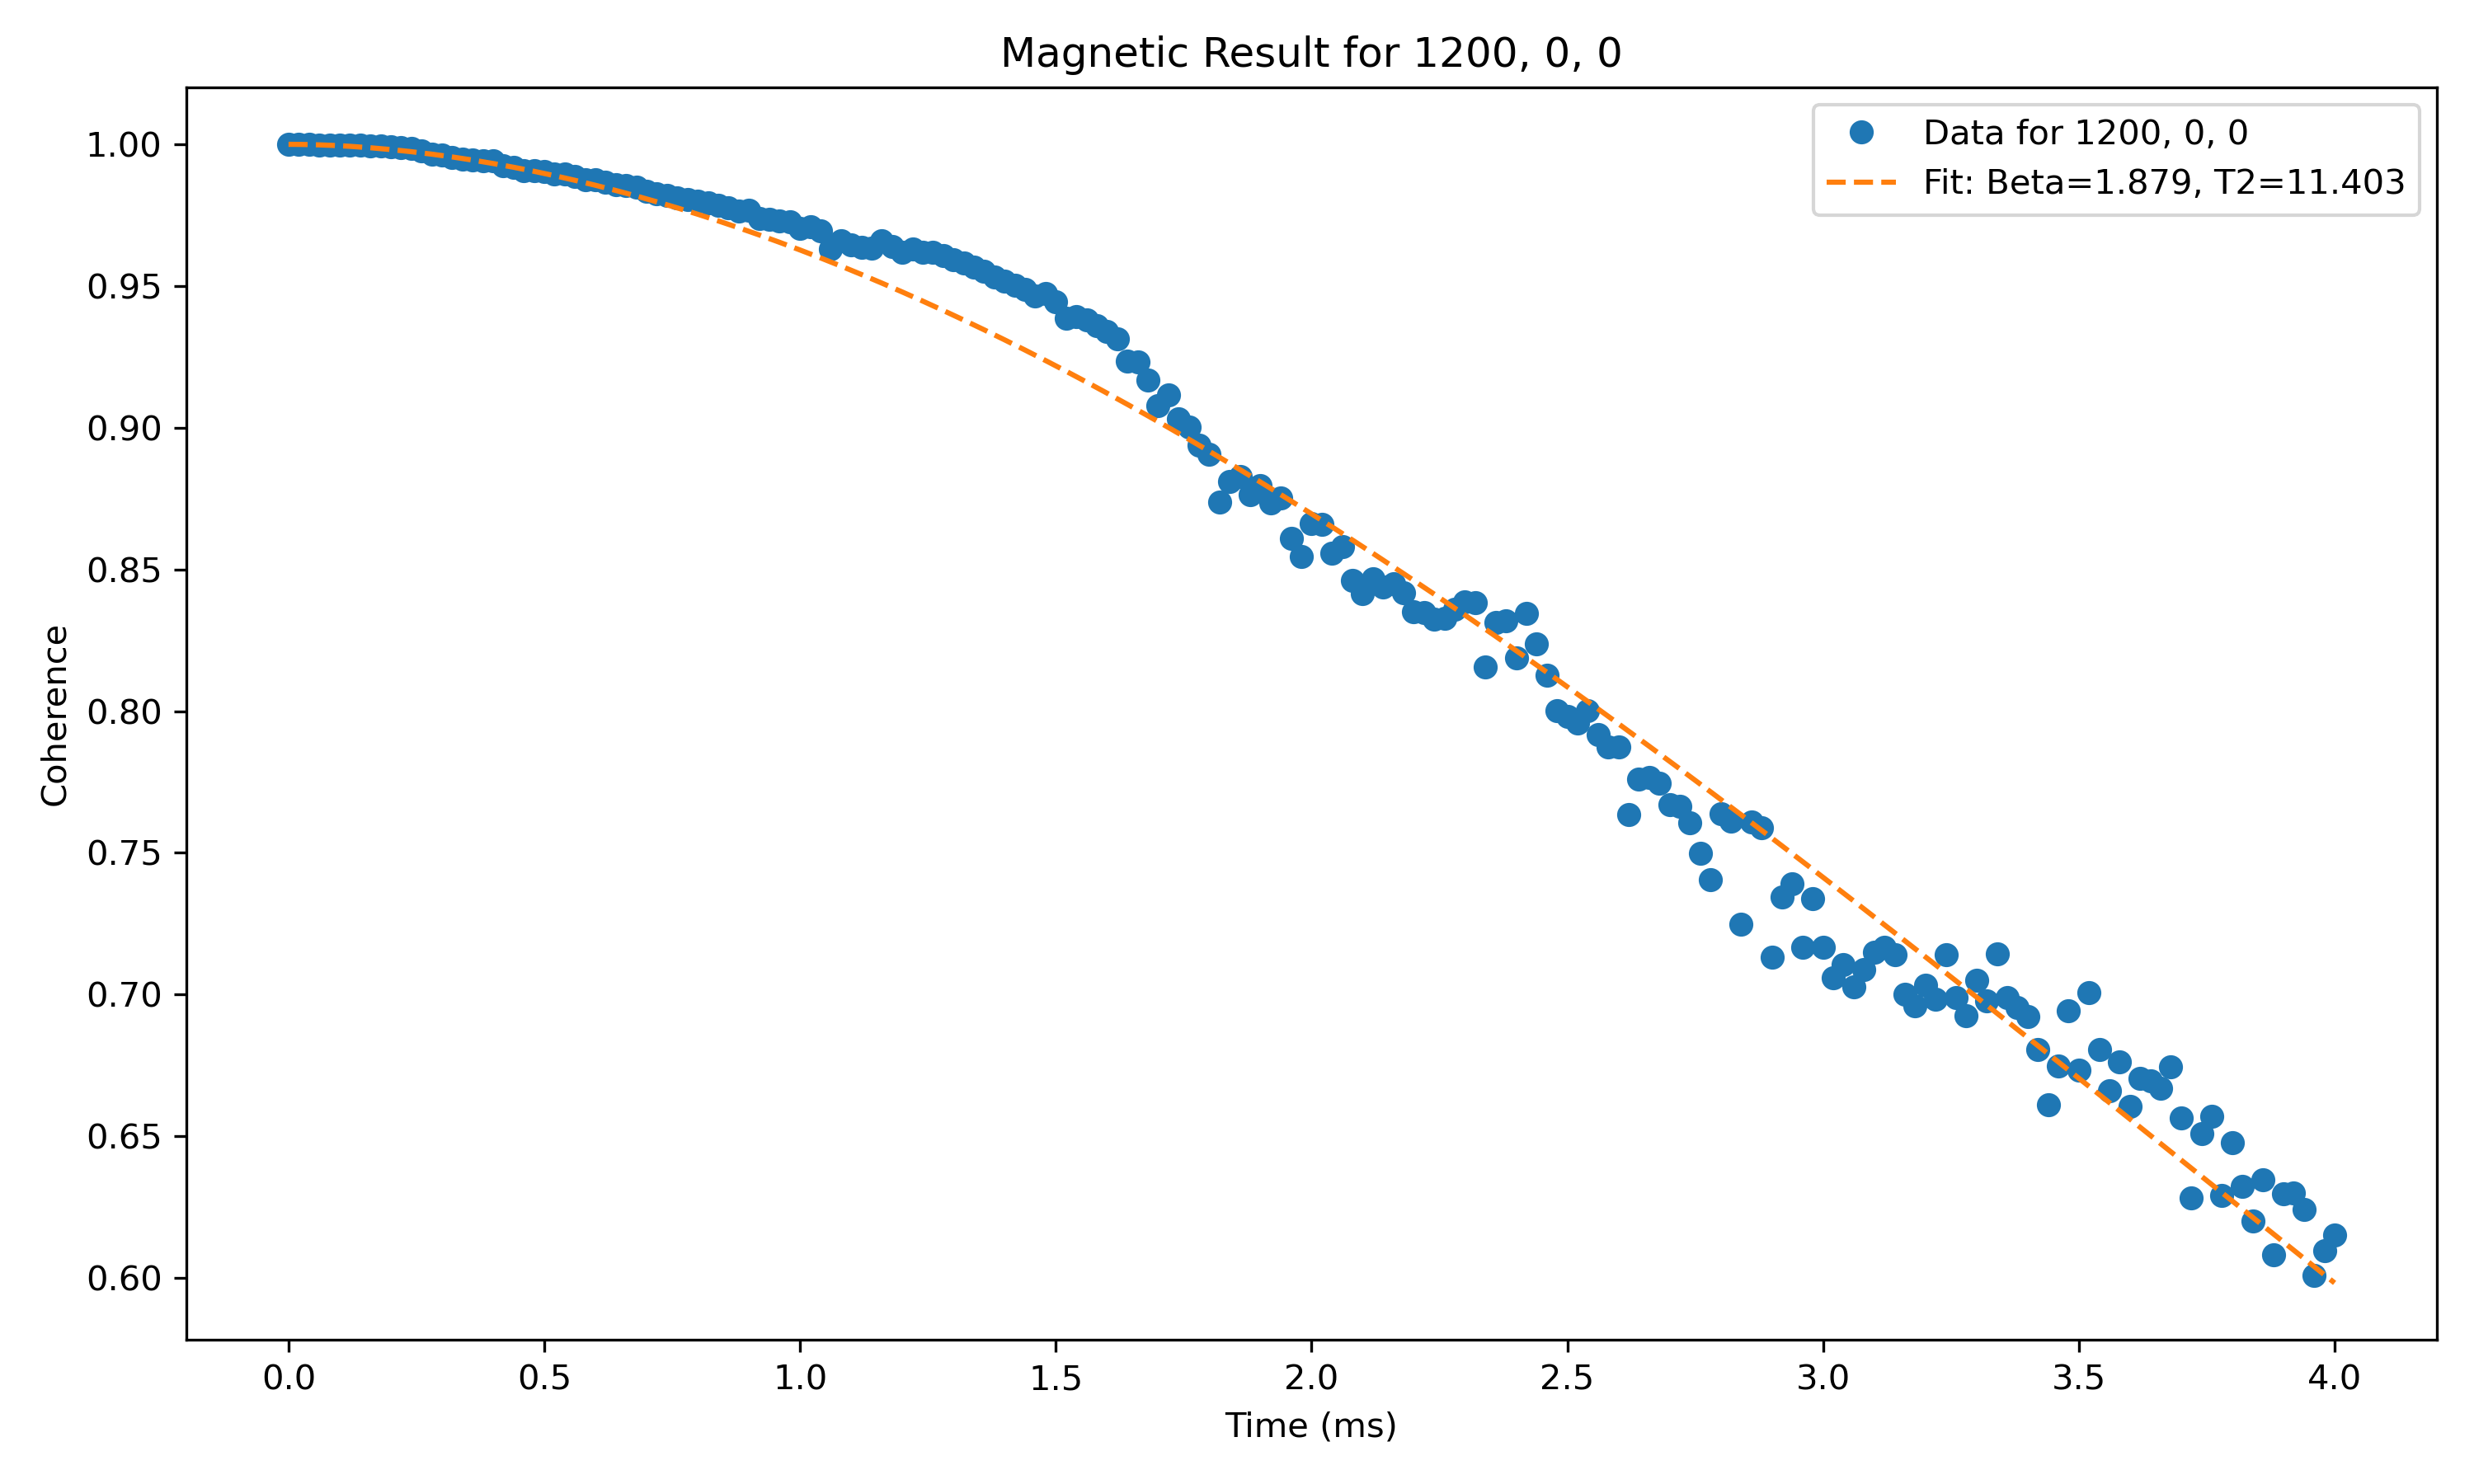 Magnetic Result for 1200, 0, 0
Data for 1200, 0, 0
Fit: Beta=1.879, T2=11.403
Coherence
1.00
0.95
0.90
0.85
0.80
0.75
0.70
0.65
0.60
0.0 0.5 1.0 1.5 2.0 2.5 3.0 3.5 4.0
Time (ms)